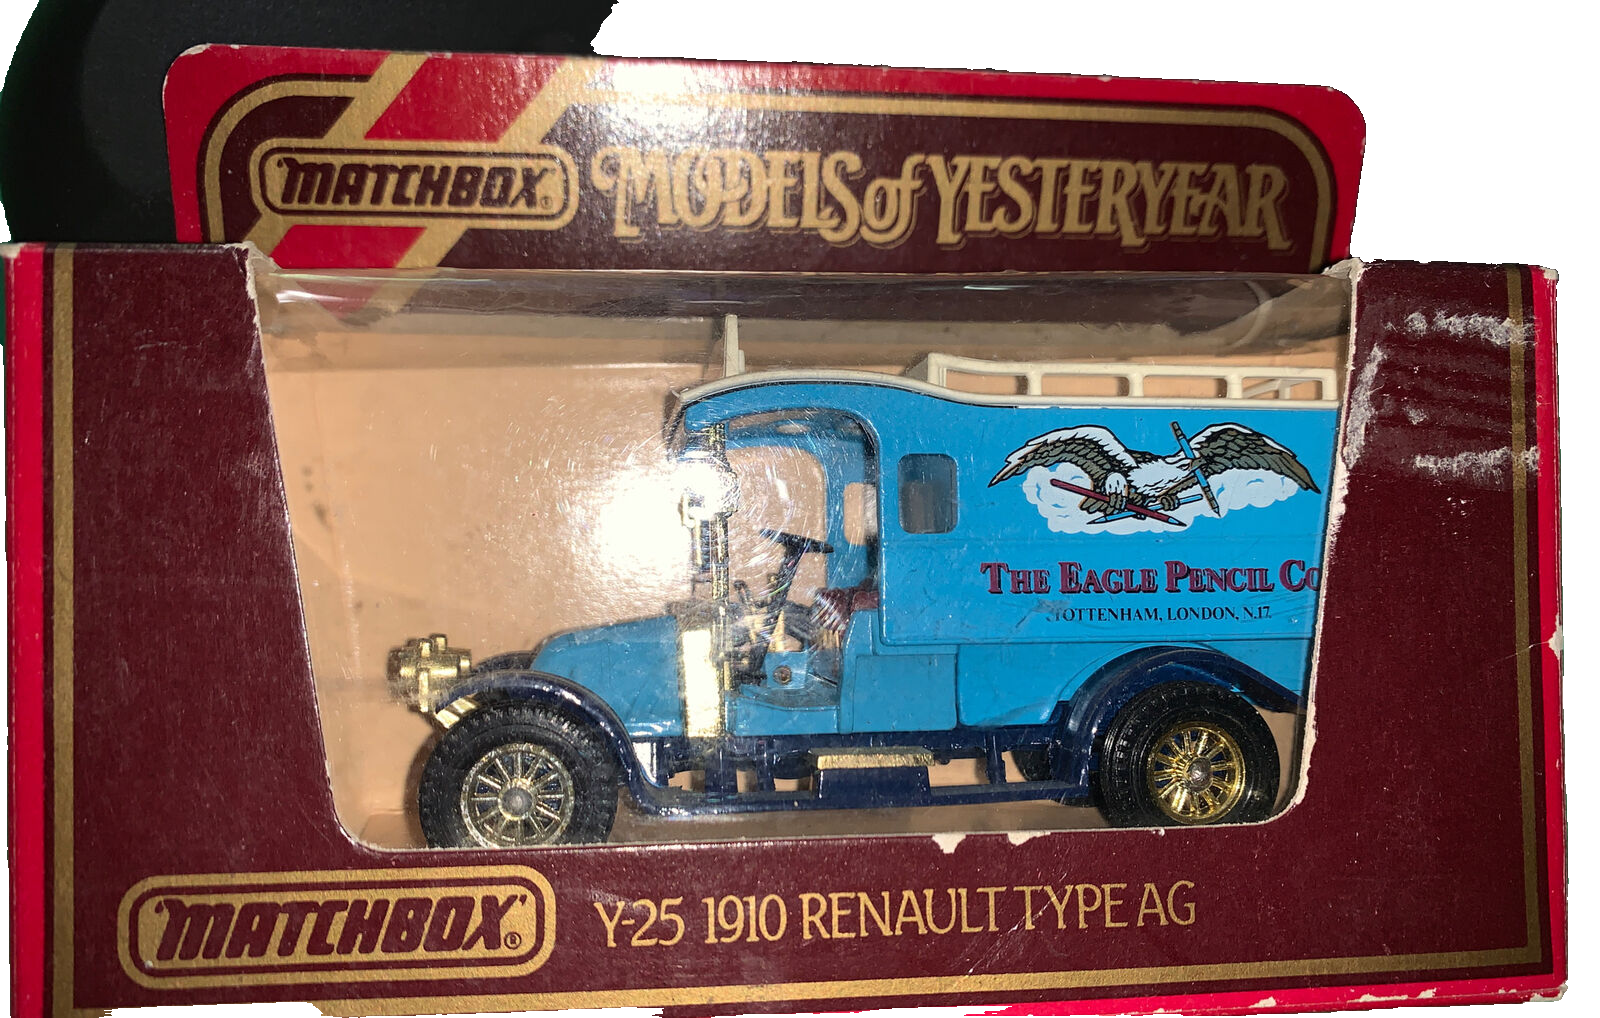 MATCHBOX® MODELS of YESTERYEAR
THE EAGLE PENCIL Co
TOTTENHAM, LONDON, N.17.
MATCHBOX® Y-25 1910 RENAULT TYPE AG